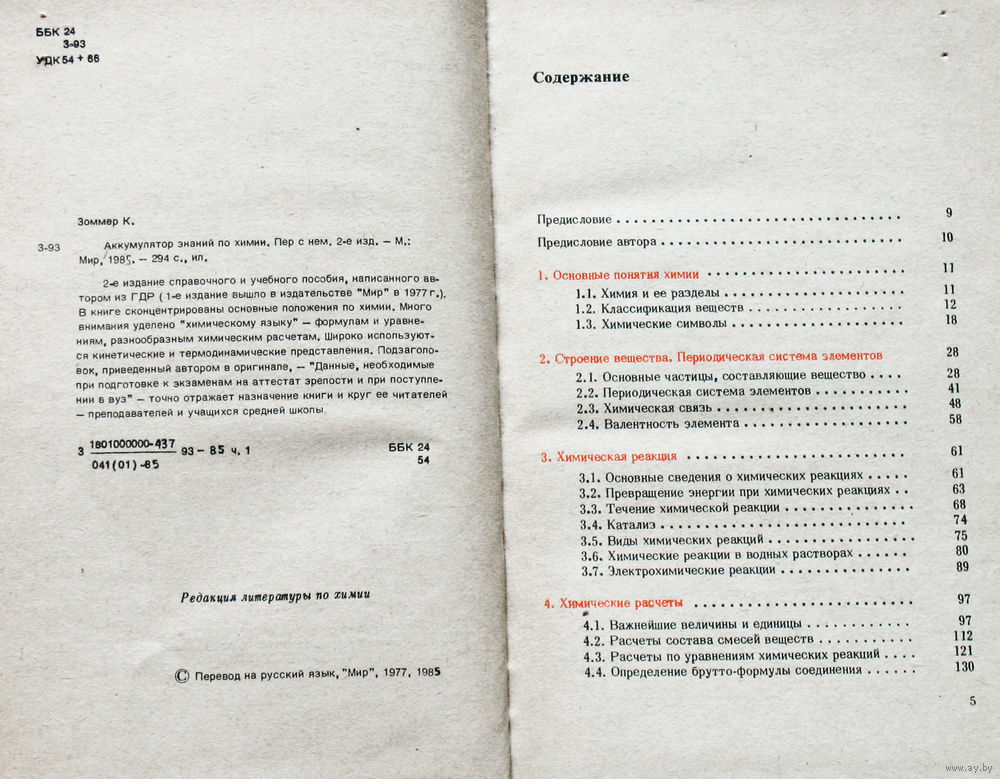 ББК 24
З-93
УДК 54 + 66
Зоммер К.
З-93
Аккумулятор знаний по химии. Пер с нем. 2-е изд. — М.:
Мир, 1985. — 294 с., ил.
2-е издание справочного и учебного пособия, написанного ав-
тором из ГДР (1-е издание вышло в издательстве "Мир" в 1977 г.).
В книге сконцентрированы основные положения по химии. Много
внимания уделено "химическому языку" — формулам и уравне-
ниям, разнообразным химическим расчетам. Широко используют-
ся кинетические и термодинамические представления. Подзаголо-
вок, приведенный автором в оригинале, — "Данные, необходимые
при подготовке к экзаменам на аттестат зрелости и при поступле-
нии в вуз" — точно отражает назначение книги и круг ее читателей
— преподавателей и учащихся средней школы.
З 1801000000-437 93 – 85 ч. 1
041(01)-85
ББК 24
54
Редакция литературы по химии
© Перевод на русский язык, "Мир", 1977, 1985
Содержание
Предисловие . . . . . . . . . . 9
Предисловие автора . . . . . . . . . . 10
1. Основные понятия химии . . . . . . . . . . 11
1.1. Химия и ее разделы . . . . . . . . . . 11
1.2. Классификация веществ . . . . . . . . . . 12
1.3. Химические символы . . . . . . . . . . 18
2. Строение вещества. Периодическая система элементов 28
2.1. Основные частицы, составляющие вещество . . . . 28
2.2. Периодическая система элементов . . . . . . . . 41
2.3. Химическая связь . . . . . . . . . . 48
2.4. Валентность элемента . . . . . . . . . . 58
3. Химическая реакция . . . . . . . . . . 61
3.1. Основные сведения о химических реакциях . . . . . 61
3.2. Превращение энергии при химических реакциях . . 63
3.3. Течение химической реакции . . . . . . . . . . 68
3.4. Катализ . . . . . . . . . . 74
3.5. Виды химических реакций . . . . . . . . . . 75
3.6. Химические реакции в водных растворах . . . . . . 80
3.7. Электрохимические реакции . . . . . . . . . . 89
4. Химические расчеты . . . . . . . . . . 97
4.1. Важнейшие величины и единицы . . . . . . . . . . 97
4.2. Расчеты состава смесей веществ . . . . . . . . . . 112
4.3. Расчеты по уравнениям химических реакций . . . . 121
4.4. Определение брутто-формулы соединения . . . . . . 130
5
www.ay.by